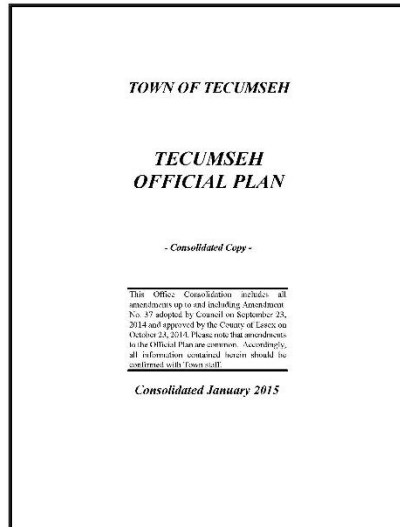 TOWN OF TECUMSEH
TECUMSEH
OFFICIAL PLAN
- Consolidated Copy -
This Office Consolidation includes all
amendments up to and including Amendment
No. 37 adopted by Council on September 23,
2014 and approved by the County of Essex on
October 23, 2014. Please note that amendments
to the Official Plan are common. Accordingly,
all information contained herein should be
confirmed with Town staff.
Consolidated January 2015